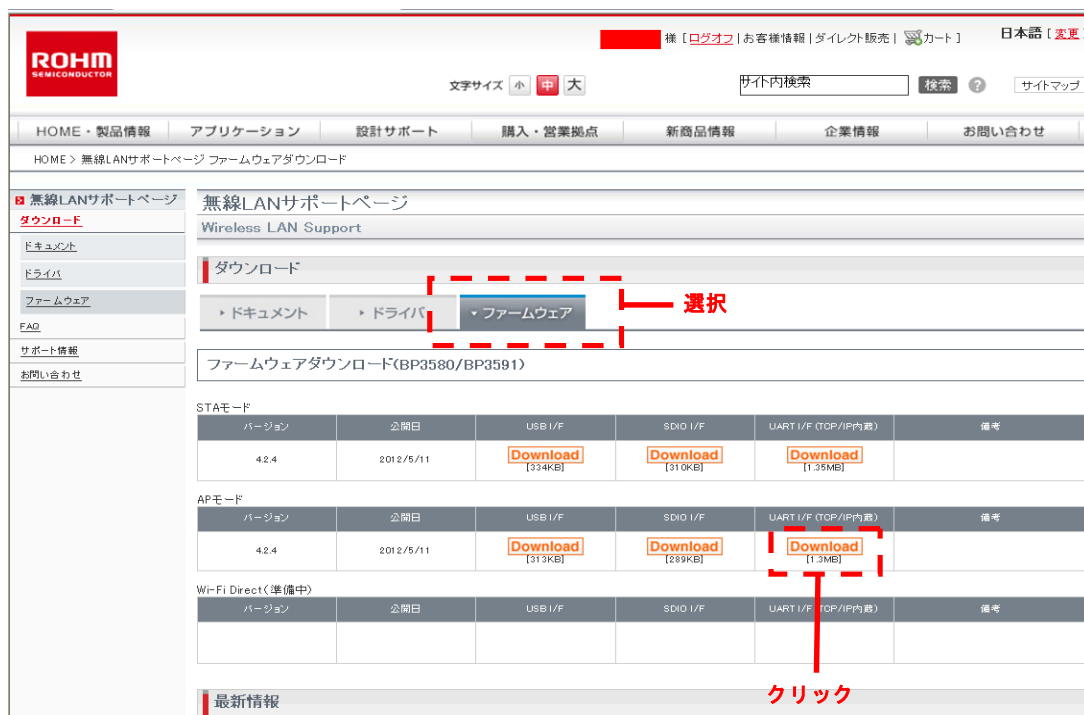 ROHM
SEMICONDUCTOR
様 [ ログオフ | お客様情報 | ダイレクト販売 | カート ]
日本語 [ 変更
文字サイズ 小 中 大
サイト内検索 検索 ? サイトマップ
HOME・製品情報 アプリケーション 設計サポート 購入・営業拠点 新商品情報 企業情報 お問い合わせ
HOME > 無線LANサポートページ ファームウェアダウンロード
無線LANサポートページ
ダウンロード
ドキュメント
ドライバ
ファームウェア
FAQ
サポート情報
お問い合わせ
無線LANサポートページ
Wireless LAN Support
ダウンロード
ドキュメント ドライバ ファームウェア
選択
ファームウェアダウンロード(BP3580/BP3591)
STAモード
バージョン 公開日 USB I/F SDIO I/F UART I/F (TCP/IP内蔵) 備考
4.2.4 2012/5/11 Download Download Download
[334KB] [310KB] [1.35MB]
APモード
バージョン 公開日 USB I/F SDIO I/F UART I/F (TCP/IP内蔵) 備考
4.2.4 2012/5/11 Download Download Download
[313KB] [289KB] [1.3MB]
Wi-Fi Direct(準備中)
バージョン 公開日 USB I/F SDIO I/F UART I/F (TCP/IP内蔵) 備考
クリック
最新情報